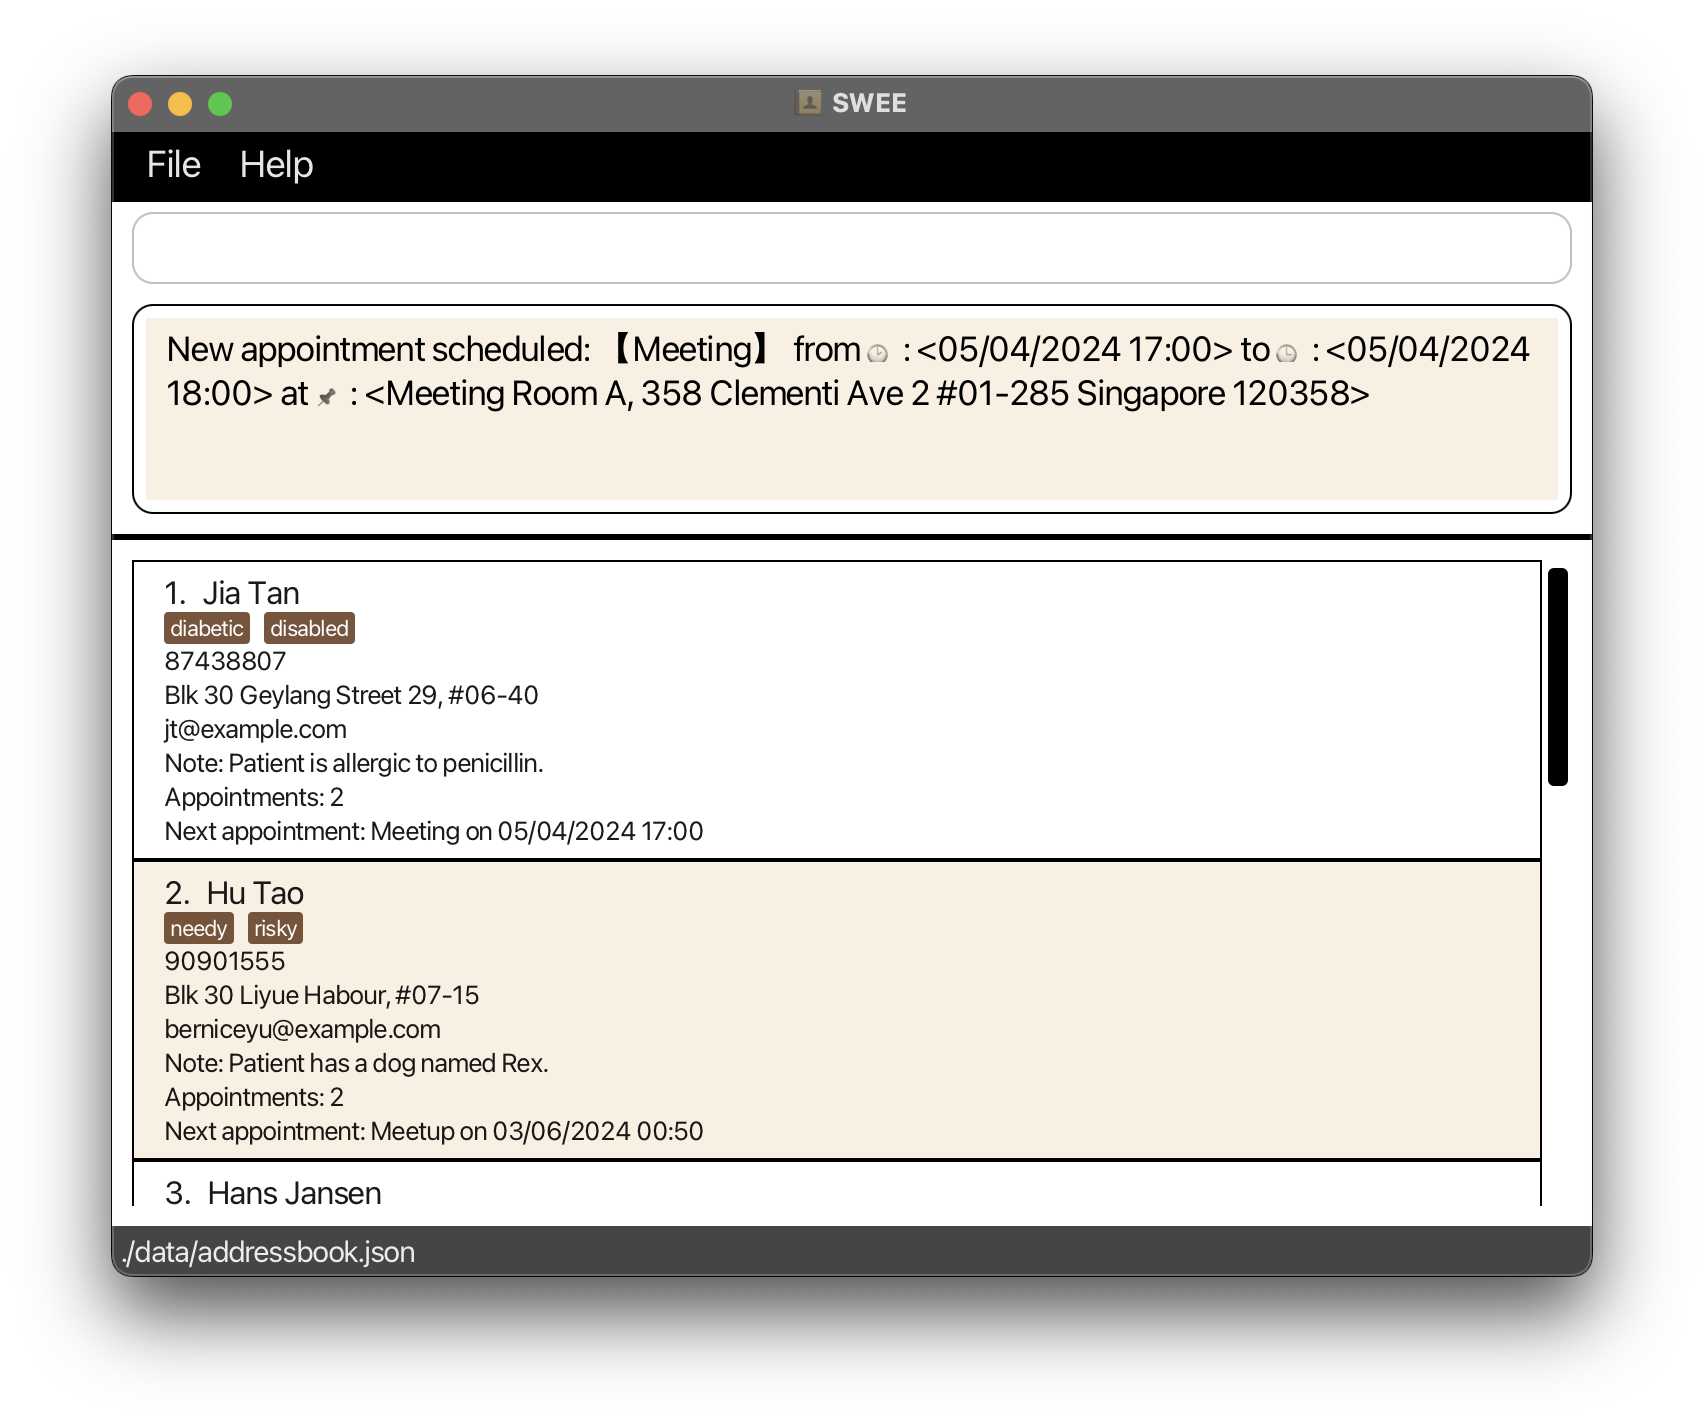 SWEE
File Help
New appointment scheduled: 【Meeting】 from🕒 : <05/04/2024 17:00> to🕒 : <05/04/2024
18:00> at 📌 : <Meeting Room A, 358 Clementi Ave 2 #01-285 Singapore 120358>
1. Jia Tan
diabetic disabled
87438807
Blk 30 Geylang Street 29, #06-40
jt@example.com
Note: Patient is allergic to penicillin.
Appointments: 2
Next appointment: Meeting on 05/04/2024 17:00
2. Hu Tao
needy risky
90901555
Blk 30 Liyue Habour, #07-15
berniceyu@example.com
Note: Patient has a dog named Rex.
Appointments: 2
Next appointment: Meetup on 03/06/2024 00:50
3. Hans Jansen
./data/addressbook.json